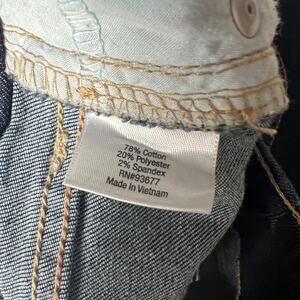 78% Cotton
20% Polyester
2% Spandex
RN#93677
Made in Vietnam